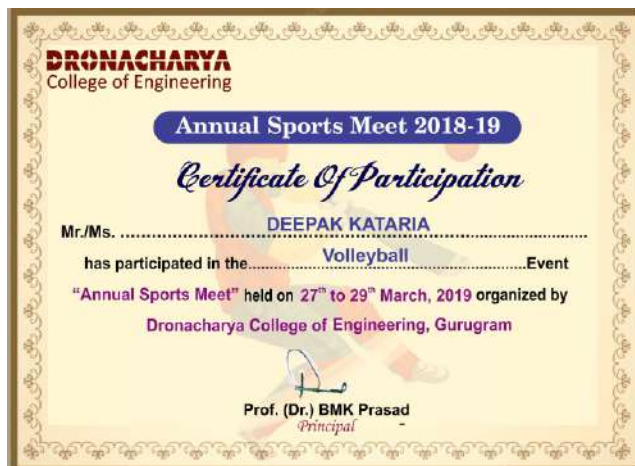 DRONACHARYA
College of Engineering
Annual Sports Meet 2018-19
Certificate Of Participation
Mr./Ms. ........................DEEPAK KATARIA........................
has participated in the............Volleyball........................Event
"Annual Sports Meet" held on 27th to 29th March, 2019 organized by
Dronacharya College of Engineering, Gurugram
Prof. (Dr.) BMK Prasad
Principal